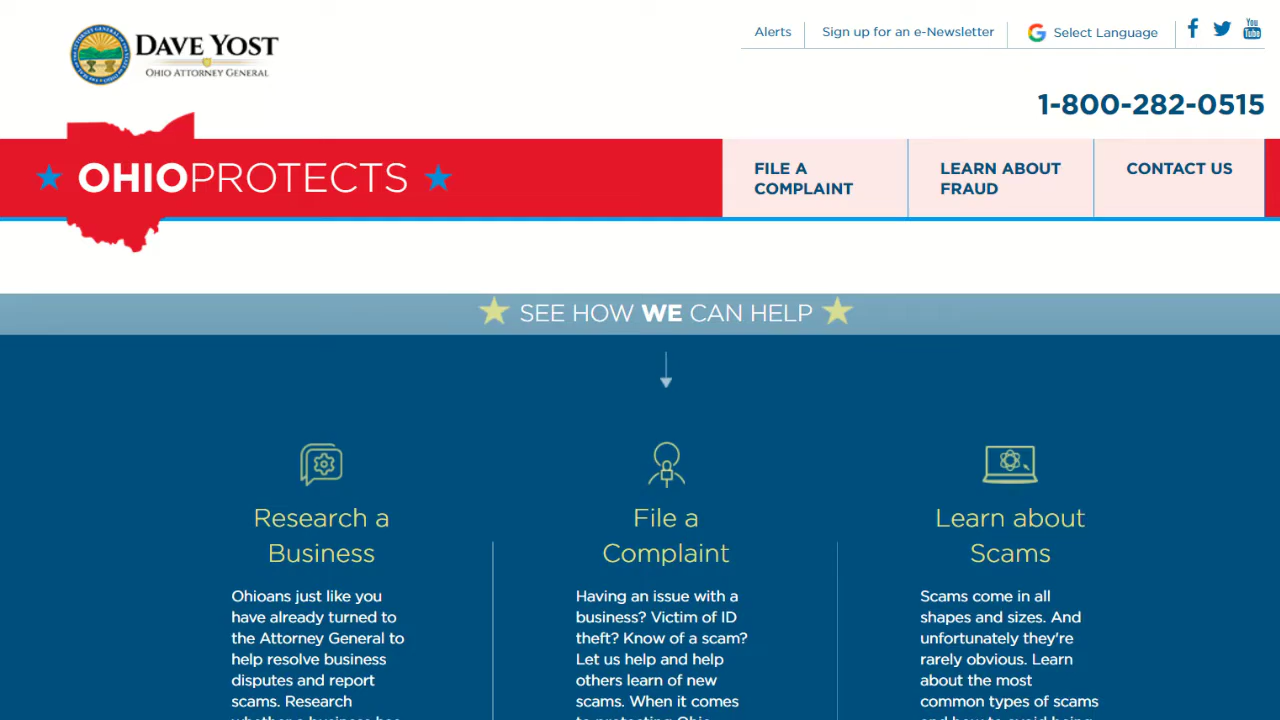 DAVE YOST
OHIO ATTORNEY GENERAL
Alerts
Sign up for an e-Newsletter
Select Language
You
Tube
1-800-282-0515
OHIOPROTECTS
FILE A
COMPLAINT
LEARN ABOUT
FRAUD
CONTACT US
SEE HOW WE CAN HELP
Research a
Business
Ohioans just like you
have already turned to
the Attorney General to
help resolve business
disputes and report
scams. Research
File a
Complaint
Having an issue with a
business? Victim of ID
theft? Know of a scam?
Let us help and help
others learn of new
scams. When it comes
Learn about
Scams
Scams come in all
shapes and sizes. And
unfortunately they're
rarely obvious. Learn
about the most
common types of scams